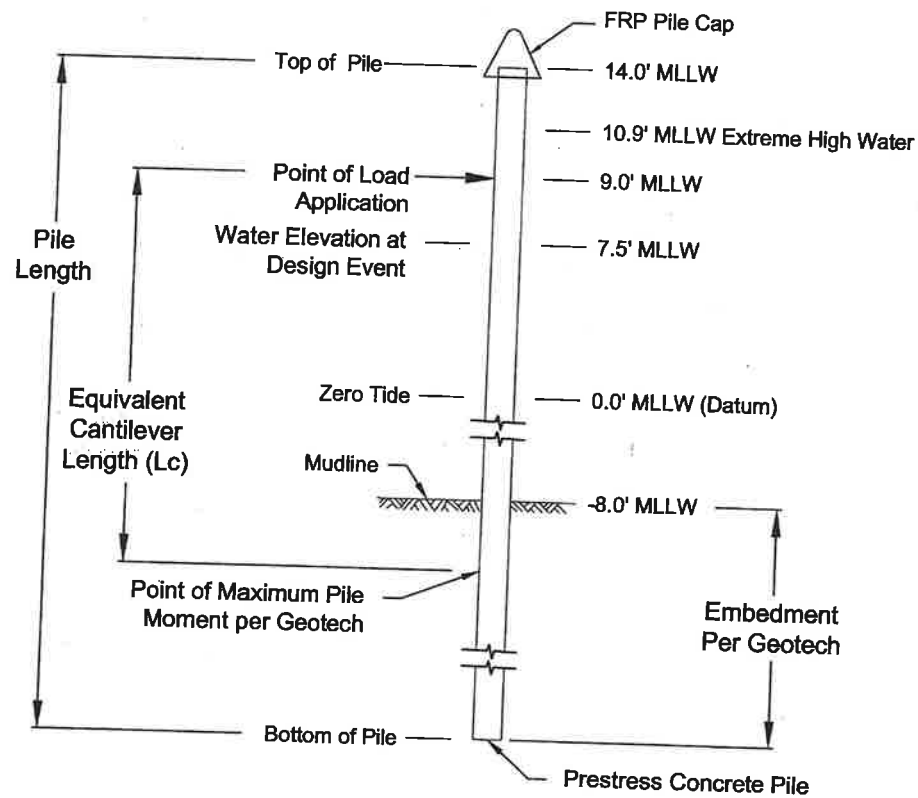 FRP Pile Cap
Top of Pile
14.0' MLLW
10.9' MLLW Extreme High Water
Point of Load
Application
9.0' MLLW
Water Elevation at
Design Event
7.5' MLLW
Pile
Length
Zero Tide
0.0' MLLW (Datum)
Equivalent
Cantilever
Length (Lc)
Mudline
-8.0' MLLW
Point of Maximum Pile
Moment per Geotech
Embedment
Per Geotech
Bottom of Pile
Prestress Concrete Pile